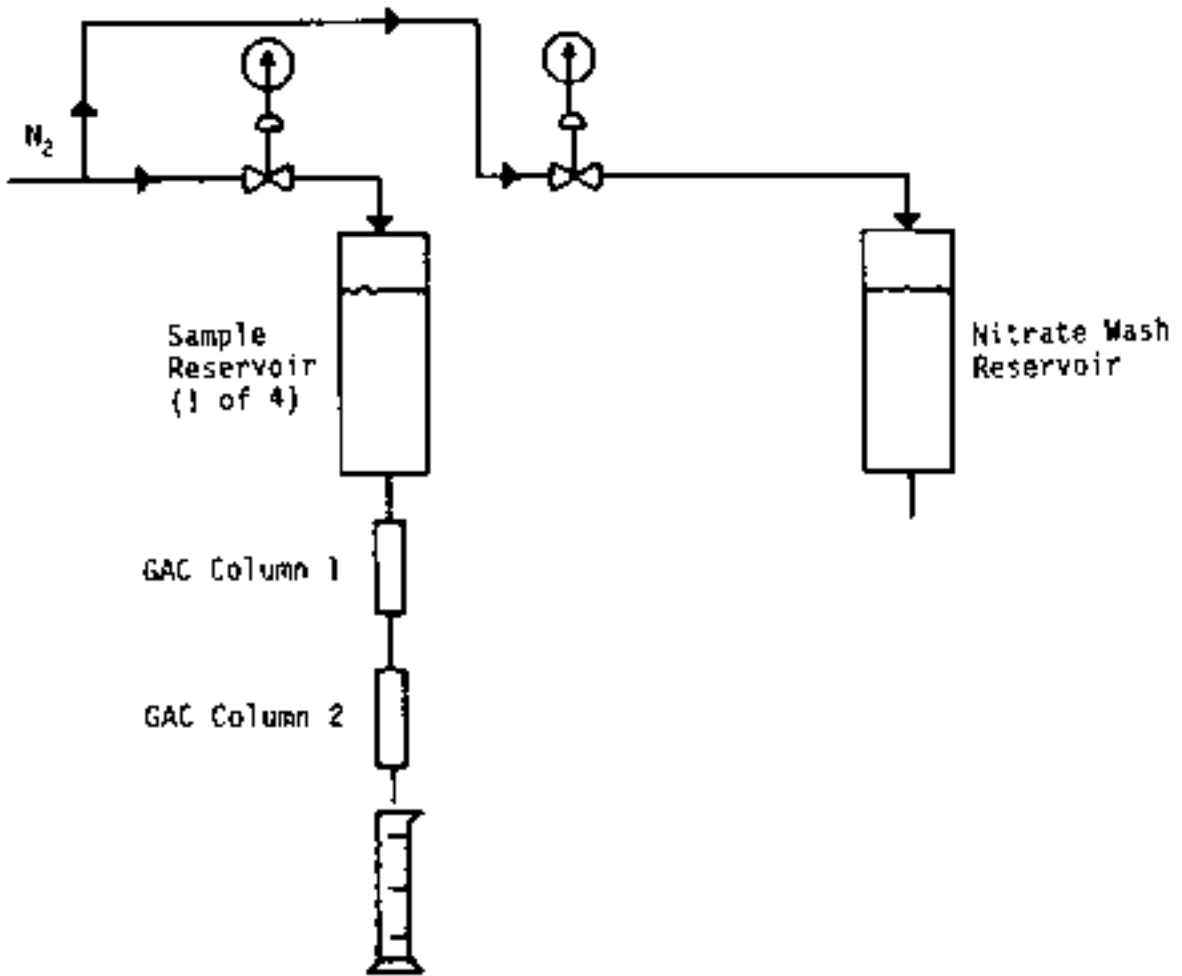 N₂
Sample
Reservoir
(1 of 4)
Nitrate Wash
Reservoir
GAC Column 1
GAC Column 2